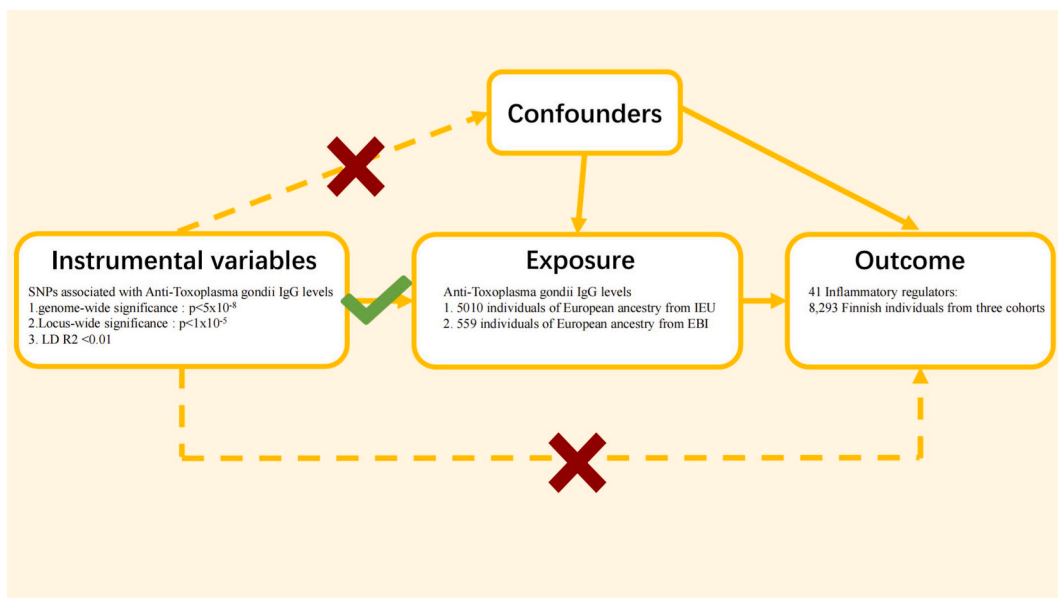 Confounders
Instrumental variables
SNPs associated with Anti-Toxoplasma gondii IgG levels
1.genome-wide significance : p<5x10⁻⁸
2.Locus-wide significance : p<1x10⁻⁵
3. LD R2 <0.01
Exposure
Anti-Toxoplasma gondii IgG levels
1. 5010 individuals of European ancestry from IEU
2. 559 individuals of European ancestry from EBI
Outcome
41 Inflammatory regulators:
8,293 Finnish individuals from three cohorts